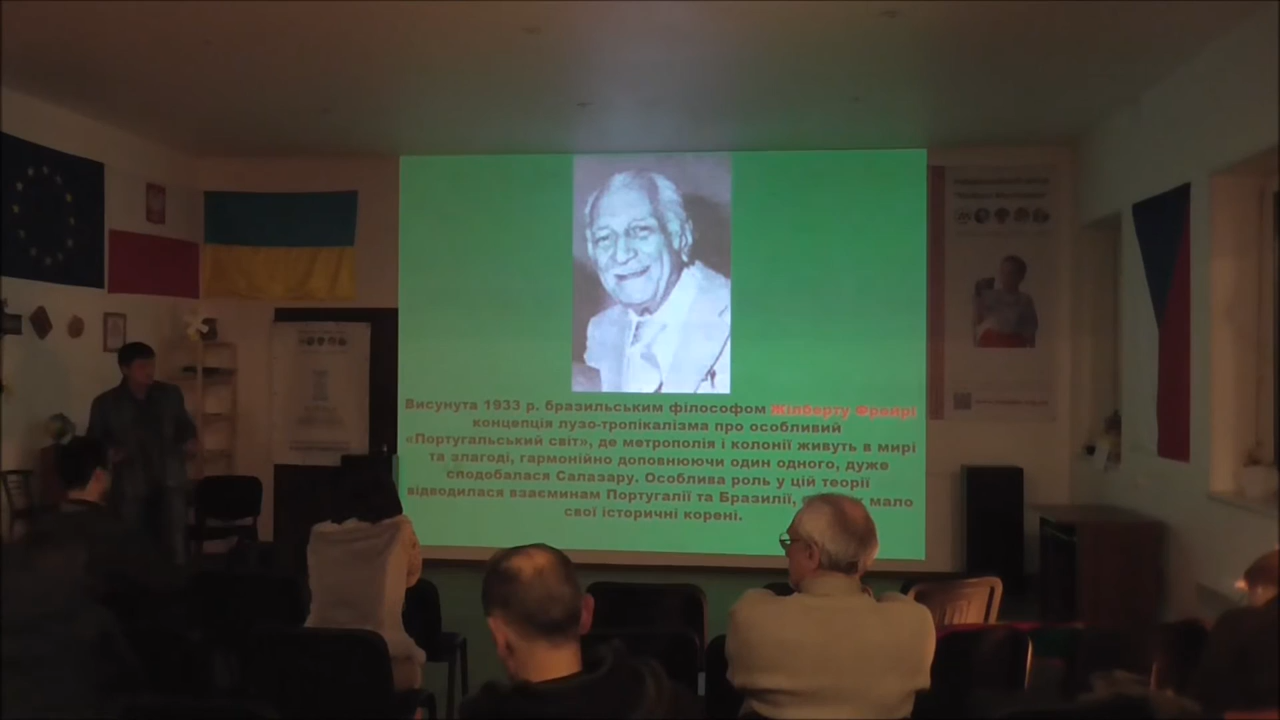 Висунута 1933 р. бразильським філософом Жілберту Фрейрі
концепція лузо-тропікалізма про особливий
«Португальський світ», де метрополія і колонії живуть в мирі
та злагоді, гармонійно доповнюючи один одного, дуже
сподобалася Салазару. Особлива роль у цій теорії
відводилася взаєминам Португалії та Бразилії, мало
свої історичні корені.